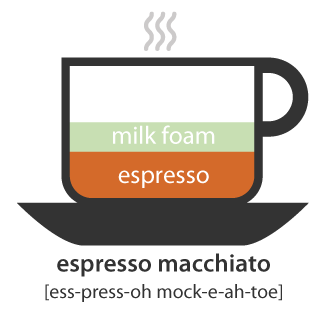 milk foam
espresso
espresso macchiato
[ess-press-oh mock-e-ah-toe]